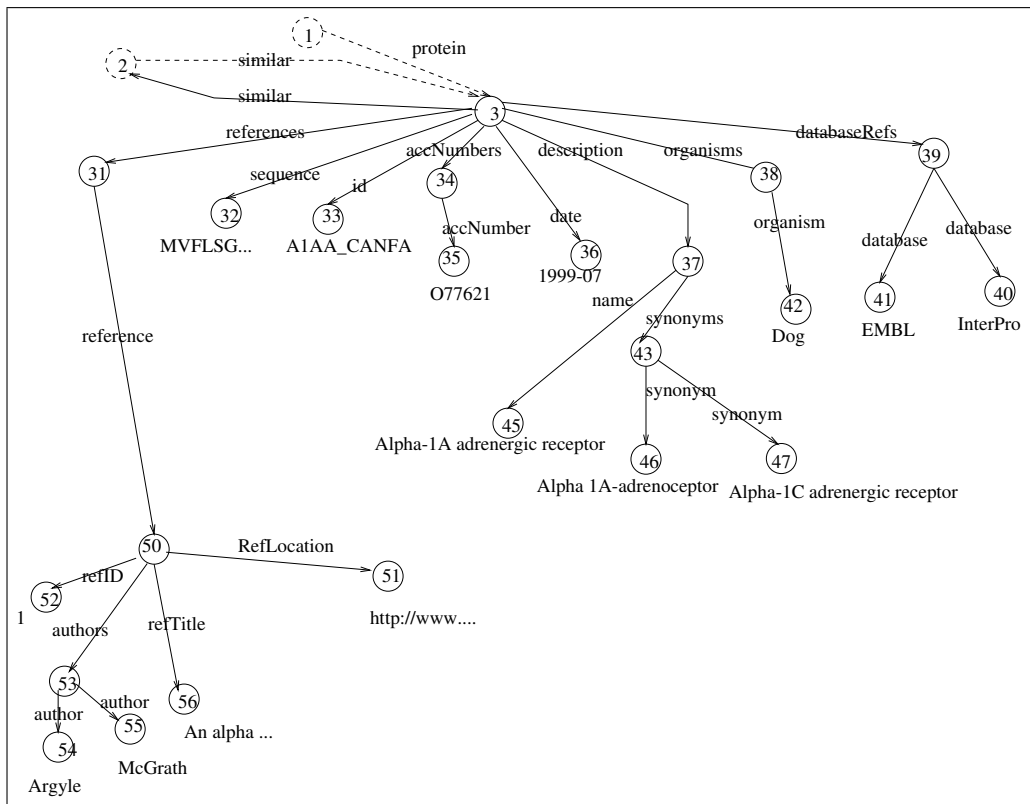 1
protein
2
similar
similar
3
references
databaseRefs
accNumbers
description
organisms
39
31
sequence
id
34
38
32
33
date
organism
MVFLSG...
A1AA_CANFA
accNumber
database
database
35
36
37
1999-07
O77621
name
41
40
42
InterPro
EMBL
Dog
reference
synonyms
43
synonym
synonym
45
Alpha-1A adrenergic receptor
46
47
Alpha 1A-adrenoceptor
Alpha-1C adrenergic receptor
50
RefLocation
refID
51
52
1
http://www....
authors
refTitle
53
author
author
56
55
An alpha ...
54
McGrath
Argyle